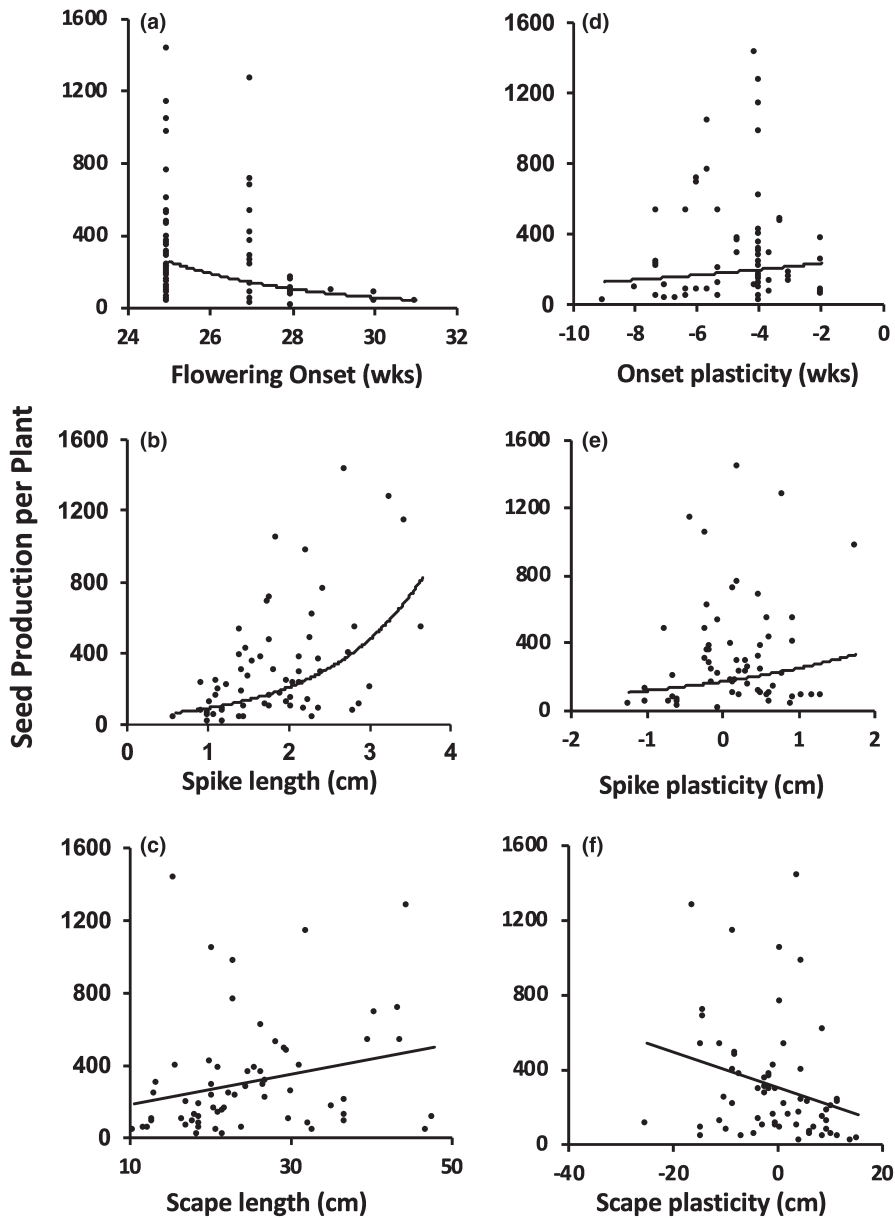 Seed Production per Plant
(a)
1600
1200
800
400
0
24 26 28 30 32
Flowering Onset (wks)
(d)
1600
1200
800
400
0
-10 -8 -6 -4 -2 0
Onset plasticity (wks)
(b)
1600
1200
800
400
0
0 1 2 3 4
Spike length (cm)
(e)
1600
1200
800
400
0
-2 -1 0 1 2
Spike plasticity (cm)
(c)
1600
1200
800
400
0
10 30 50
Scape length (cm)
(f)
1600
1200
800
400
0
-40 -20 0 20
Scape plasticity (cm)